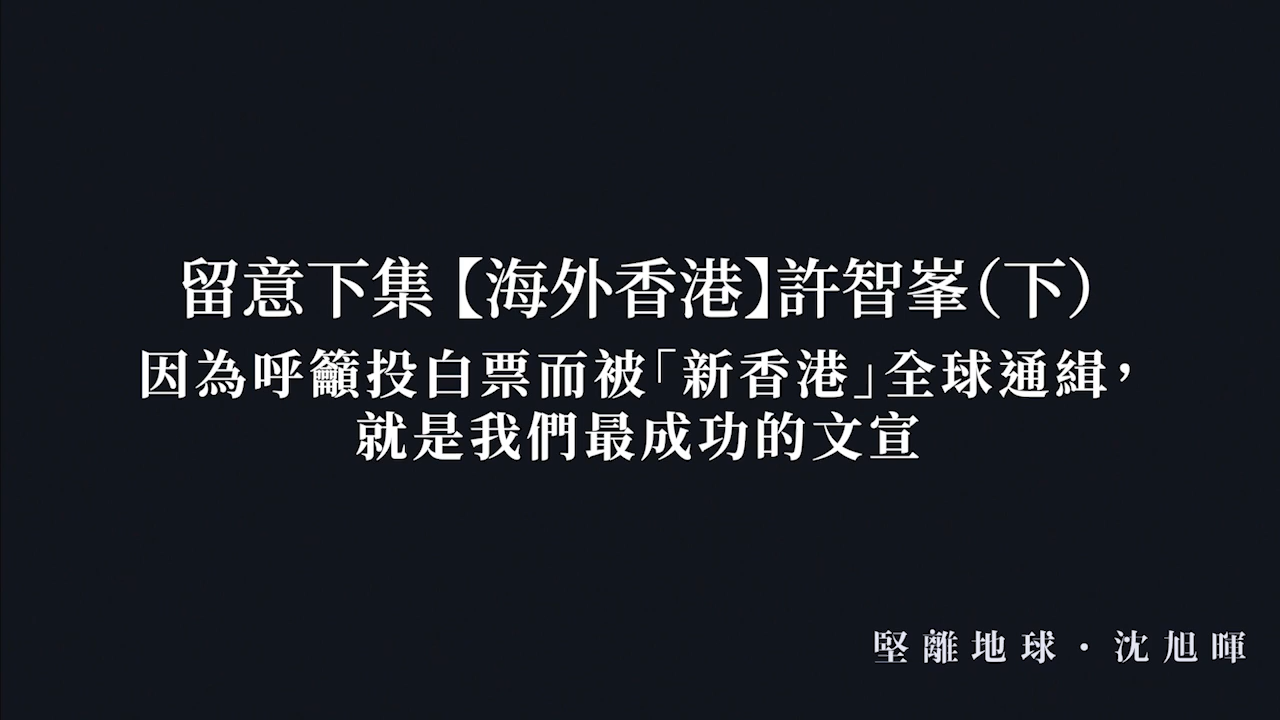 留意下集【海外香港】許智峯（下）
因為呼籲投白票而被「新香港」全球通緝，
就是我們最成功的文宣
堅離地球・沈旭暉